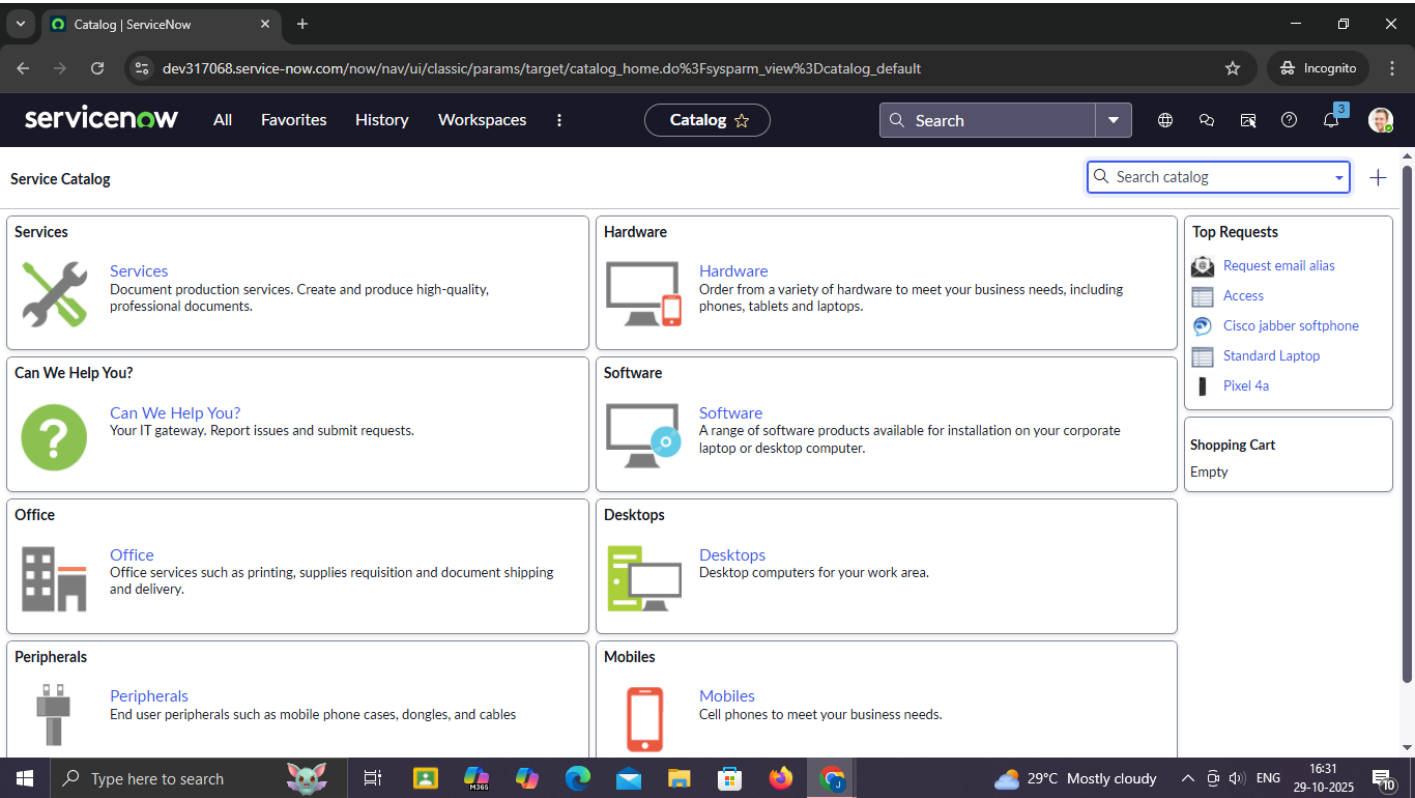 Catalog | ServiceNow
dev317068.service-now.com/now/nav/ui/classic/params/target/catalog_home.do%3Fsysparm_view%3Dcatalog_default
Incognito
servicenow
All
Favorites
History
Workspaces
Catalog
Search
3
Service Catalog
Search catalog
Services
Services
Document production services. Create and produce high-quality,
professional documents.
Hardware
Hardware
Order from a variety of hardware to meet your business needs, including
phones, tablets and laptops.
Top Requests
Request email alias
Access
Cisco jabber softphone
Standard Laptop
Pixel 4a
Can We Help You?
Can We Help You?
Your IT gateway. Report issues and submit requests.
Software
Software
A range of software products available for installation on your corporate
laptop or desktop computer.
Shopping Cart
Empty
Office
Office
Office services such as printing, supplies requisition and document shipping
and delivery.
Desktops
Desktops
Desktop computers for your work area.
Peripherals
Peripherals
End user peripherals such as mobile phone cases, dongles, and cables
Mobiles
Mobiles
Cell phones to meet your business needs.
Type here to search
M365
J
29°C Mostly cloudy
ENG
16:31
29-10-2025
10